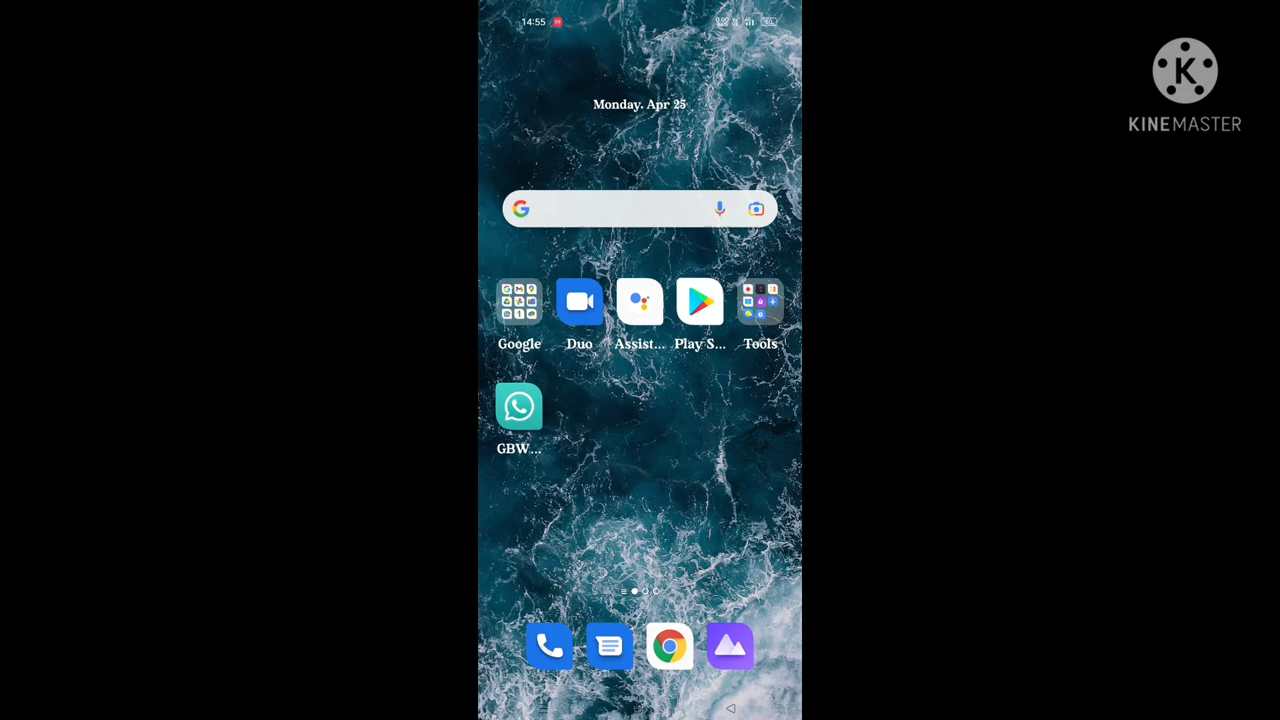 14:55
KINEMASTER
Monday. Apr 25
Google
Duo
Assist...
Play S...
Tools
GBW...